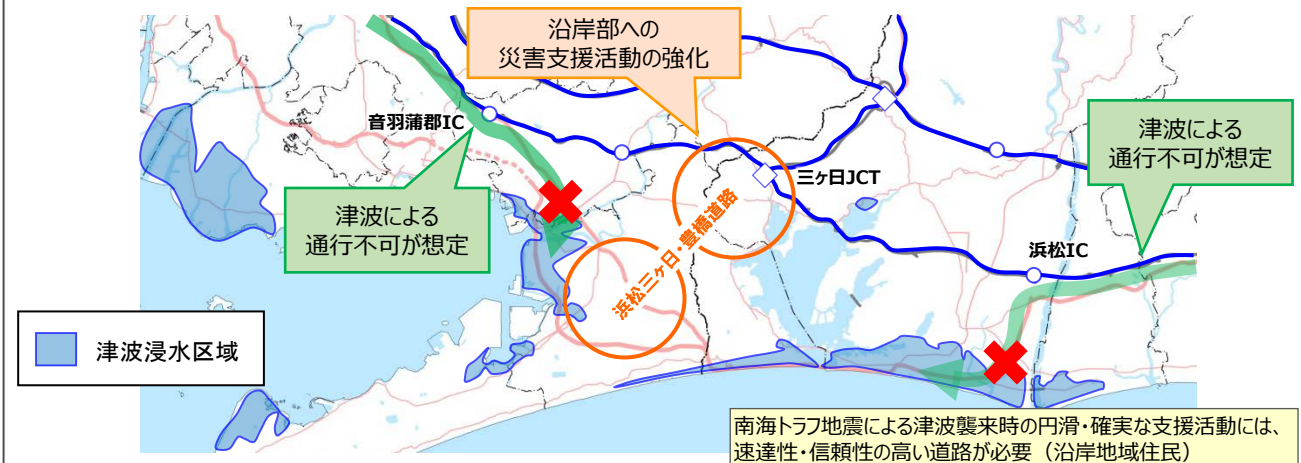 沿岸部への
災害支援活動の強化
音羽蒲郡IC
津波による
通行不可が想定
三ヶ日JCT
津波による
通行不可が想定
浜松三ヶ日・豊橋道路
浜松IC
津波浸水区域
南海トラフ地震による津波襲来時の円滑・確実な支援活動には、
速達性・信頼性の高い道路が必要（沿岸地域住民）